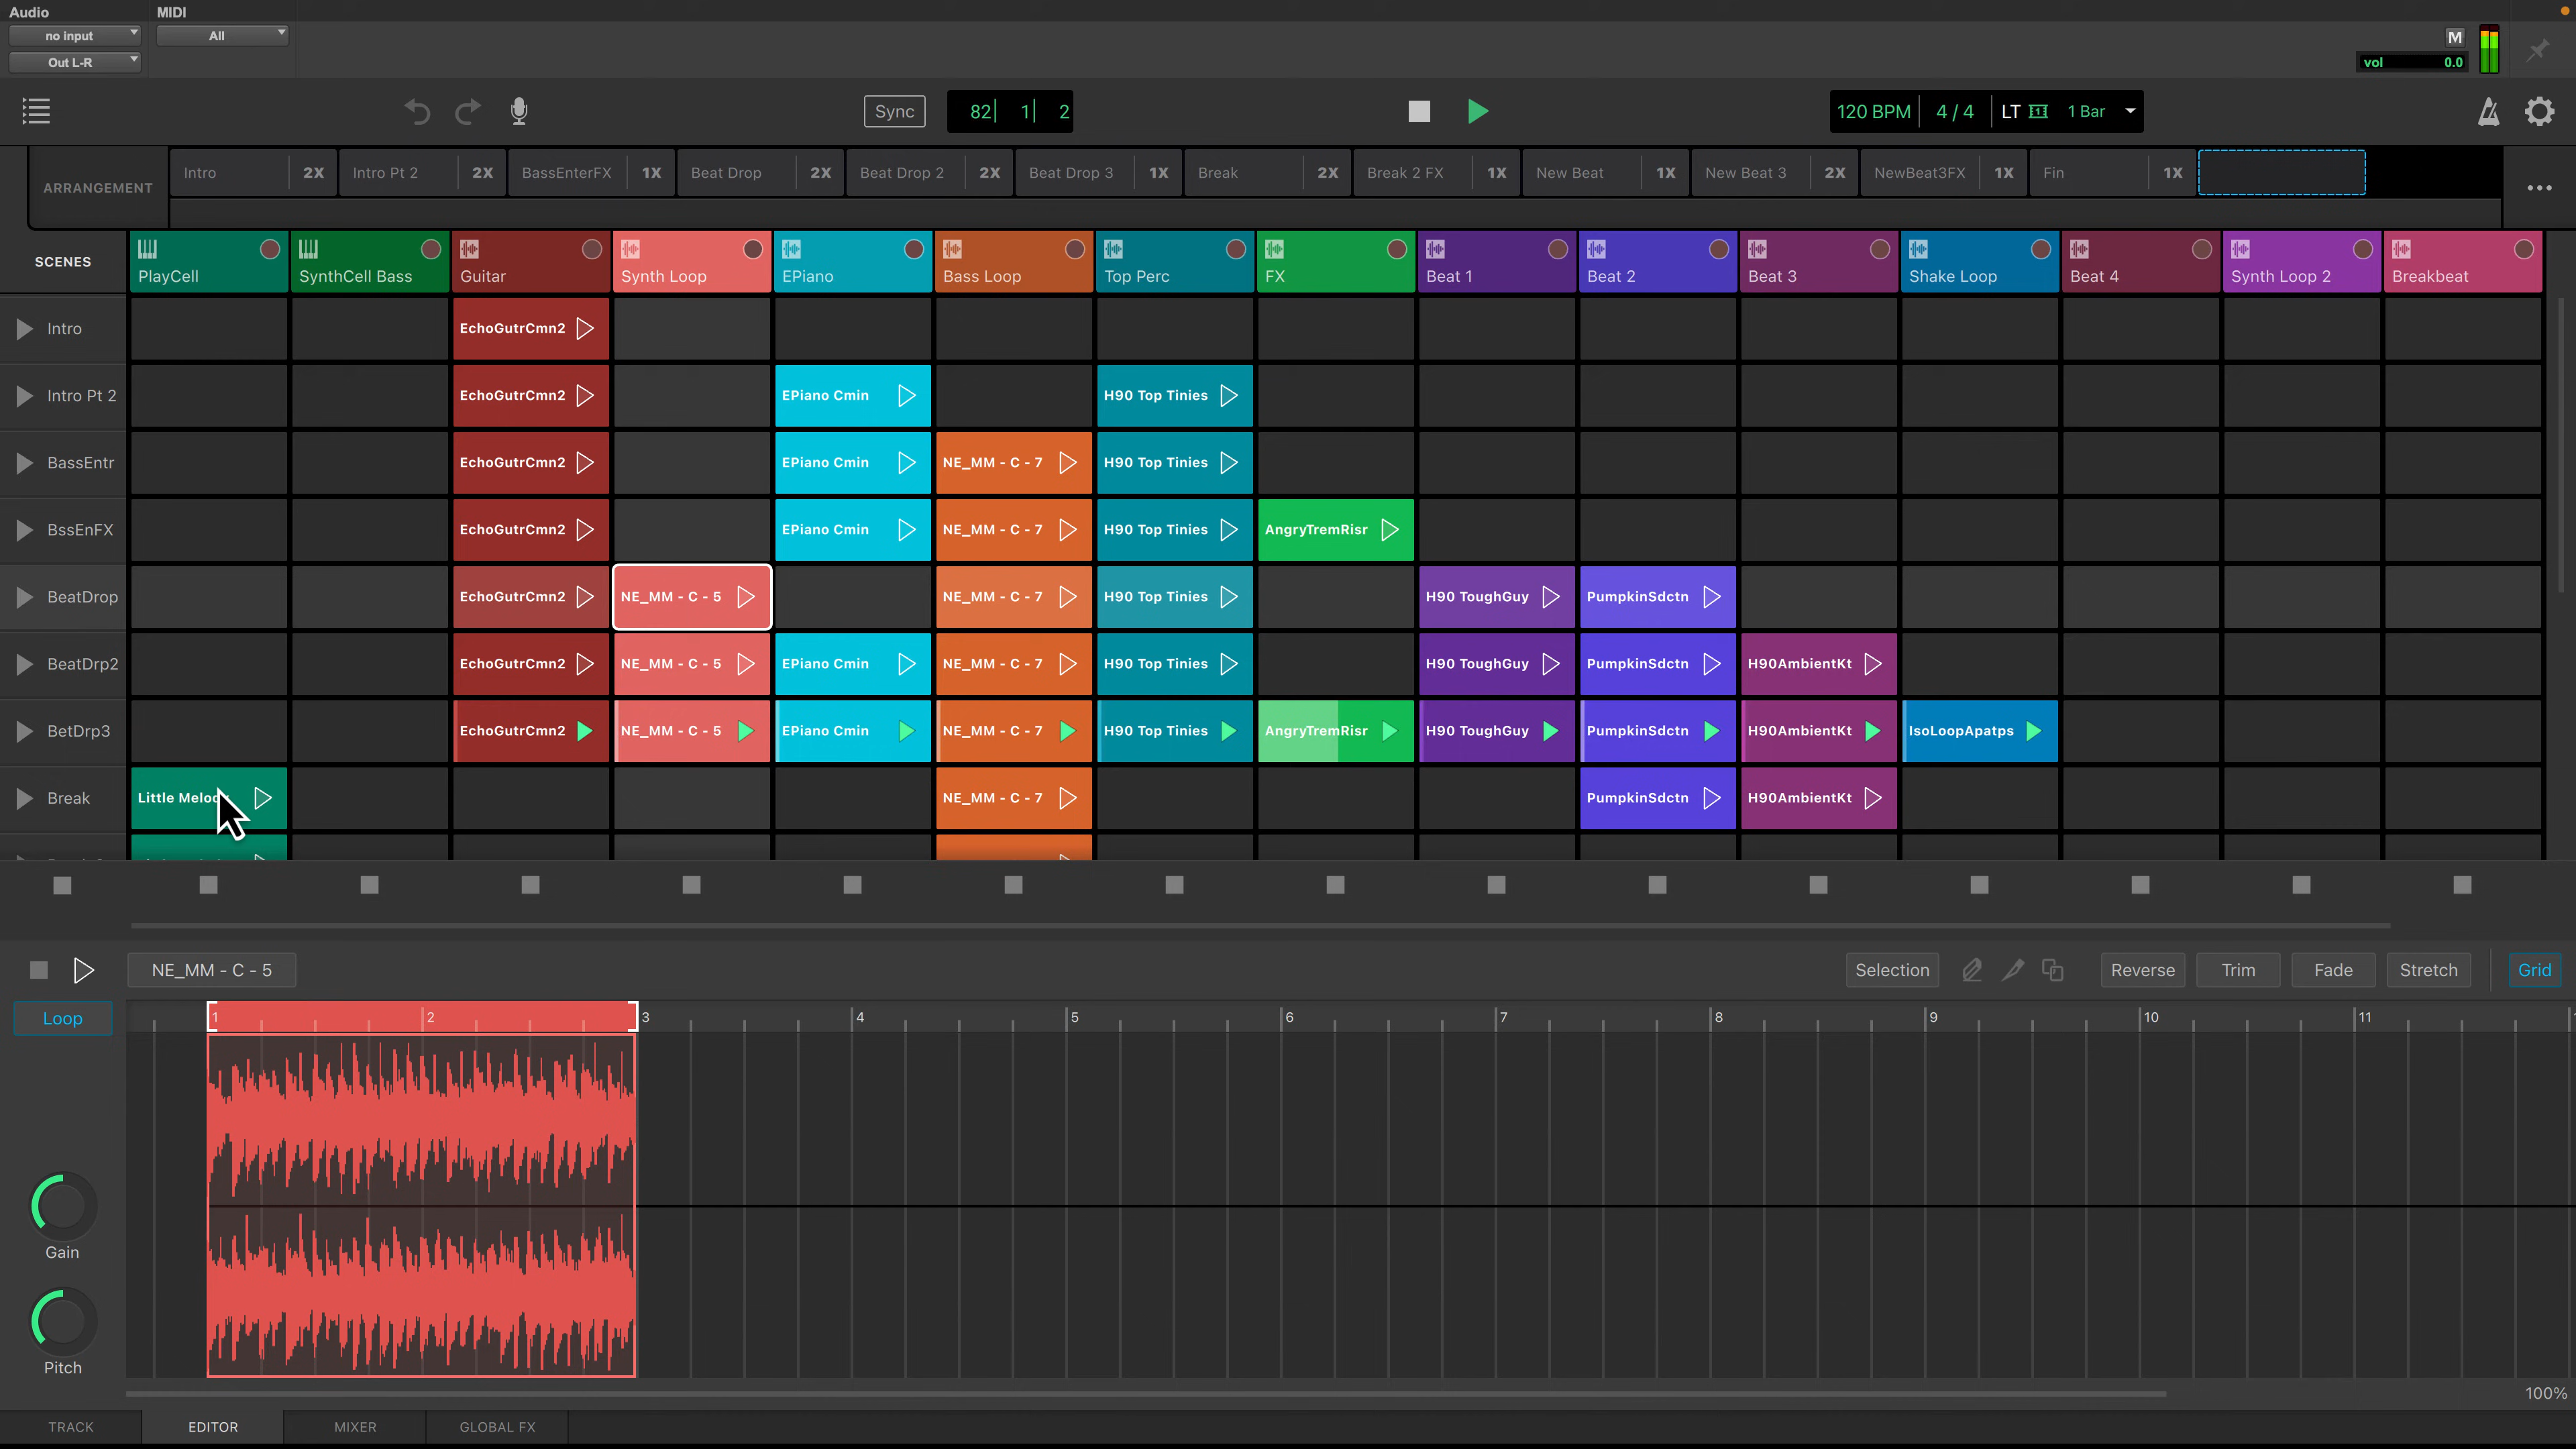 Audio MIDI
no input All M
Out L-R vol 0.0
Sync 82| 1| 2 120 BPM 4 / 4 LT 1 Bar
ARRANGEMENT Intro 2X Intro Pt 2 2X BassEnterFX 1X Beat Drop 2X Beat Drop 2 2X Beat Drop 3 1X Break 2X Break 2 FX 1X New Beat 1X New Beat 3 2X NewBeat3FX 1X Fin 1X
SCENES PlayCell SynthCell Bass Guitar Synth Loop EPiano Bass Loop Top Perc FX Beat 1 Beat 2 Beat 3 Shake Loop Beat 4 Synth Loop 2 Breakbeat
Intro EchoGutrCmn2
Intro Pt 2 EchoGutrCmn2 EPiano Cmin H90 Top Tinies
BassEntr EchoGutrCmn2 EPiano Cmin NE_MM - C - 7 H90 Top Tinies
BssEnFX EchoGutrCmn2 EPiano Cmin NE_MM - C - 7 H90 Top Tinies AngryTremRisr
BeatDrop EchoGutrCmn2 NE_MM - C - 5 NE_MM - C - 7 H90 Top Tinies H90 ToughGuy PumpkinSdctn
BeatDrp2 EchoGutrCmn2 NE_MM - C - 5 EPiano Cmin NE_MM - C - 7 H90 Top Tinies H90 ToughGuy PumpkinSdctn H90AmbientKt
BetDrp3 EchoGutrCmn2 NE_MM - C - 5 EPiano Cmin NE_MM - C - 7 H90 Top Tinies AngryTremRisr H90 ToughGuy PumpkinSdctn H90AmbientKt IsoLoopApatps
Break Little NE_MM - C - 7 PumpkinSdctn H90AmbientKt
NE_MM - C - 5 Selection Reverse Trim Fade Stretch Grid
Loop 1 2 3 4 5 6 7 8 9 10 11
Gain
Pitch
100%
TRACK EDITOR MIXER GLOBAL FX